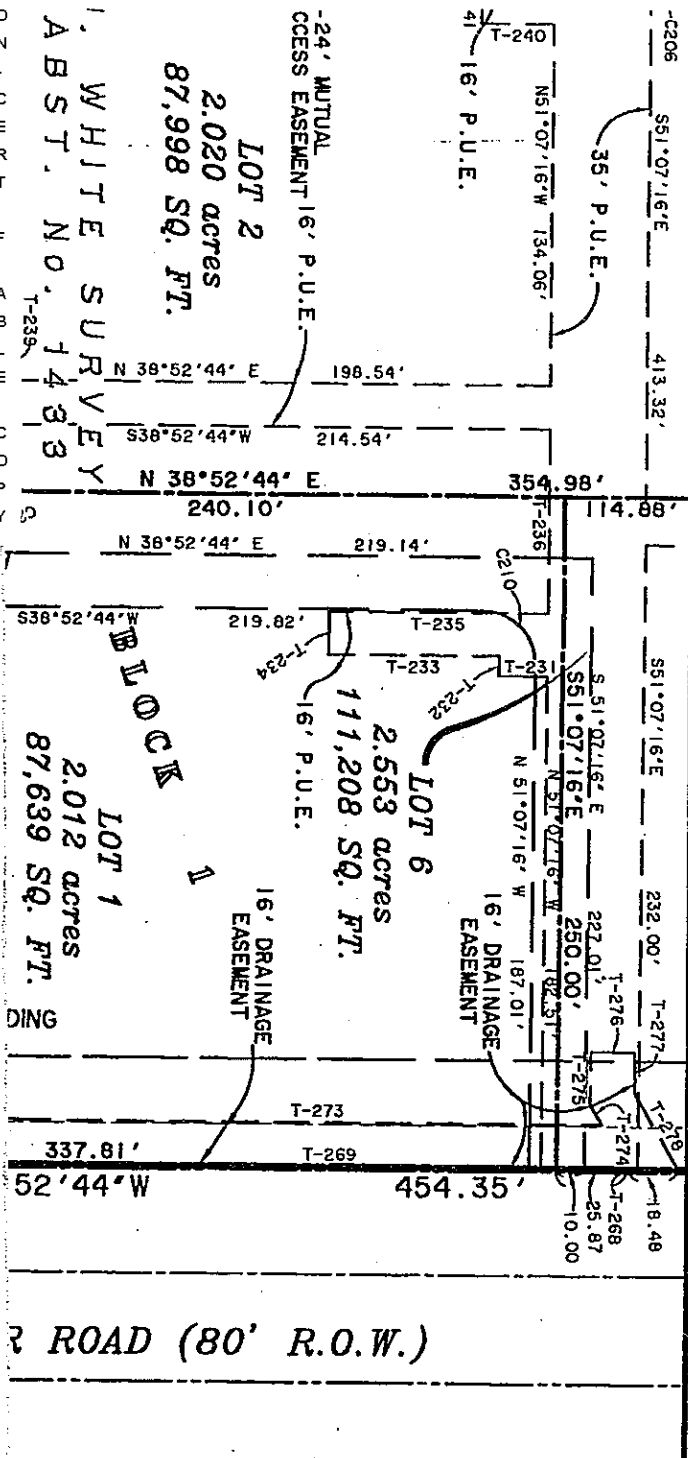 -C206
S51°07'16"E
413.32'
T-240
41
16' P.U.E.
N51°07'16"W 134.06'
35' P.U.E.
-24' MUTUAL
CCESS EASEMENT
16' P.U.E.
LOT 2
2.020 acres
87,998 SQ. FT.
WHITE SURVEY
ABST. No. 1433
T-239
N 38°52'44" E 198.54'
S38°52'44"W 214.54'
N 38°52'44" E 354.98'
240.10'
114.88'
T-236
N 38°52'44" E 219.14'
C210
S38°52'44"W 219.82'
T-235
T-234
T-233
T-231
T-232
16' P.U.E.
S51°07'16"E
232.00'
S 51°07'16" E
227.01'
S51°07'16"E
250.00'
N 51°07'16" W
182.51'
N 51°07'16" W
187.01'
LOT 6
2.553 acres
111,208 SQ. FT.
BLOCK 1
LOT 1
2.012 acres
87,639 SQ. FT.
16' DRAINAGE
EASEMENT
16' DRAINAGE
EASEMENT
DING
T-276
T-277
T-275
T-278
T-274
T-273
337.81'
T-269
52'44"W
454.35'
T-268
18.48
25.87
10.00
R ROAD (80' R.O.W.)